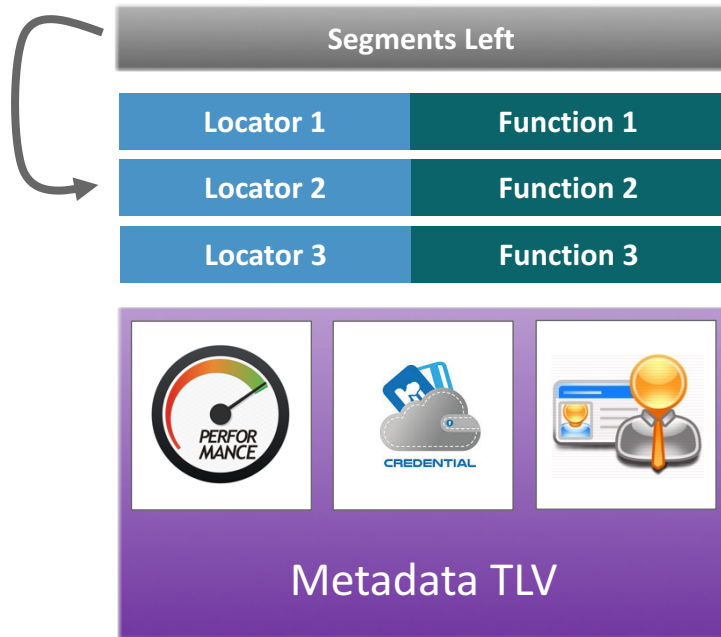 Segments Left
Locator 1 Function 1
Locator 2 Function 2
Locator 3 Function 3
PERFOR
MANCE
CREDENTIAL
Metadata TLV